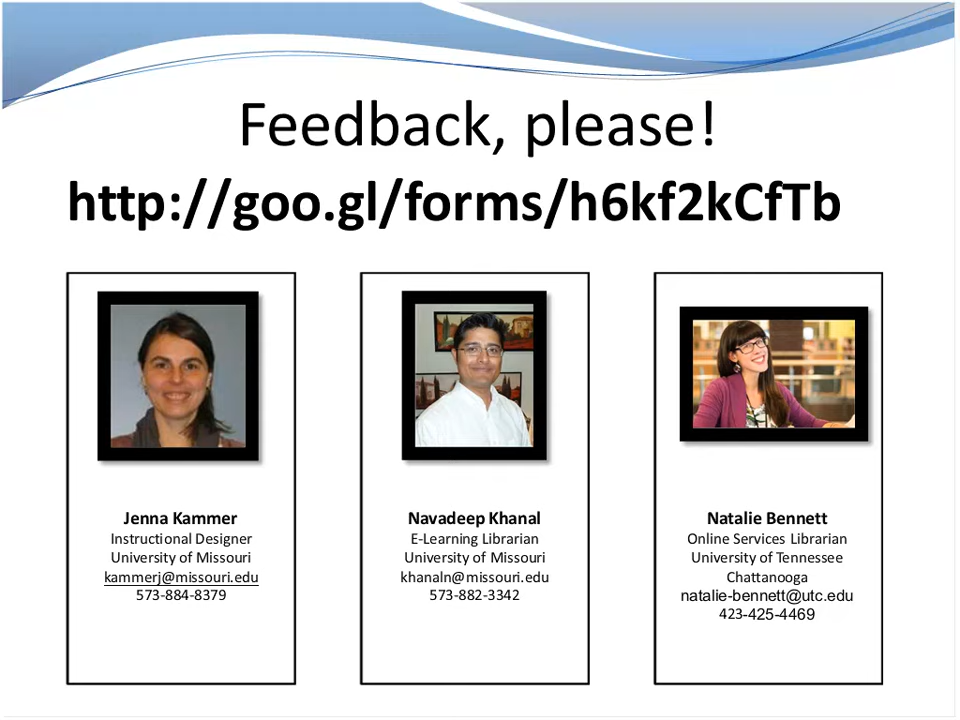 Feedback, please!
http://goo.gl/forms/h6kf2kCfTb
Jenna Kammer
Instructional Designer
University of Missouri
kammerj@missouri.edu
573-884-8379
Navadeep Khanal
E-Learning Librarian
University of Missouri
khanaln@missouri.edu
573-882-3342
Natalie Bennett
Online Services Librarian
University of Tennessee
Chattanooga
natalie-bennett@utc.edu
423-425-4469